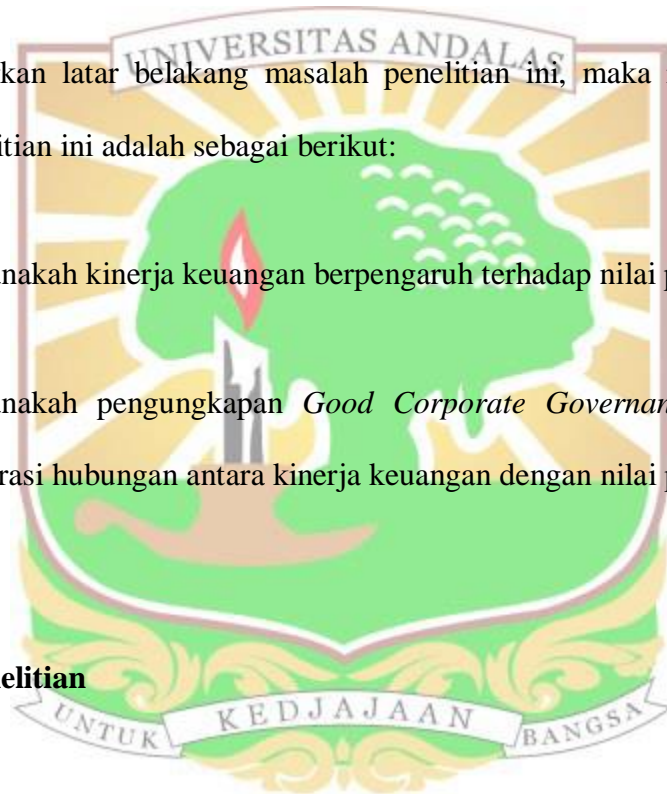 UNIVERSITAS ANDALAS
kan latar belakang masalah penelitian ini, maka
itian ini adalah sebagai berikut:
nakah kinerja keuangan berpengaruh terhadap nilai p
nakah pengungkapan Good Corporate Governan
rasi hubungan antara kinerja keuangan dengan nilai p
elitian
UNTUK KEDJAJAAN BANGSA